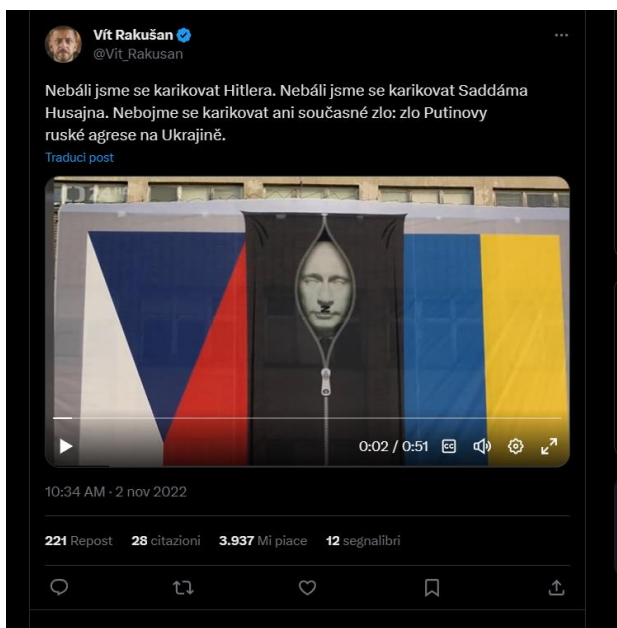 Vít Rakušan
@Vit_Rakusan
Nebáli jsme se karikovat Hitlera. Nebáli jsme se karikovat Saddáma
Husajna. Nebojme se karikovat ani současné zlo: zlo Putinovy
ruské agrese na Ukrajině.
Traduci post
0:02 / 0:51
CC
10:34 AM · 2 nov 2022
221 Repost 28 citazioni 3.937 Mi piace 12 segnalibri